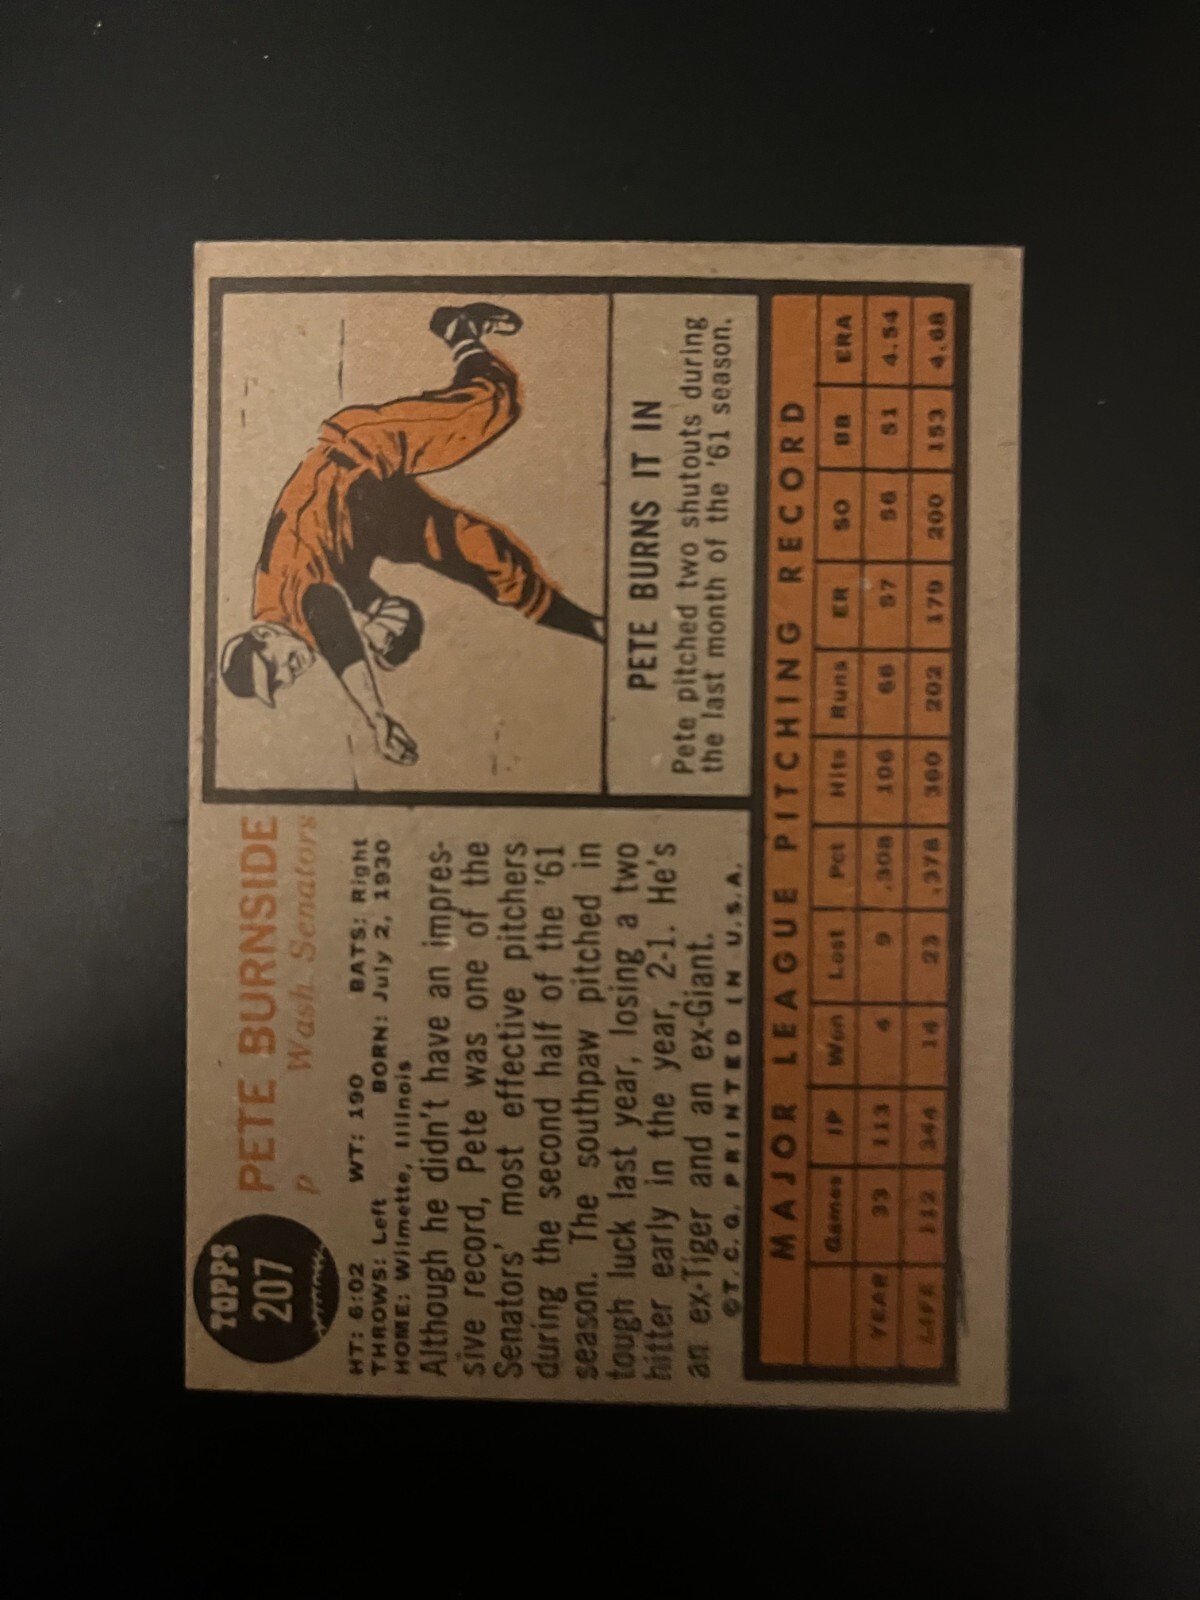 TOPPS
207
PETE BURNSIDE
P Wash. Senators
HT: 6:02 WT: 190 BATS: Right
THROWS: Left BORN: July 2, 1930
HOME: Wilmette, Illinois
Although he didn't have an impres-
sive record, Pete was one of the
Senators' most effective pitchers
during the second half of the '61
season. The southpaw pitched in
tough luck last year, losing a two
hitter early in the year, 2-1. He's
an ex-Tiger and an ex-Giant.
©T. C. G. PRINTED IN U.S.A.
PETE BURNS IT IN
Pete pitched two shutouts during
the last month of the '61 season.
MAJOR LEAGUE PITCHING RECORD
Games IP Won Lost Pct Hits Runs ER SO BB ERA
YEAR 33 113 4 9 .308 106 66 57 56 51 4.54
LIFE 112 344 14 23 .378 360 202 179 200 153 4.68